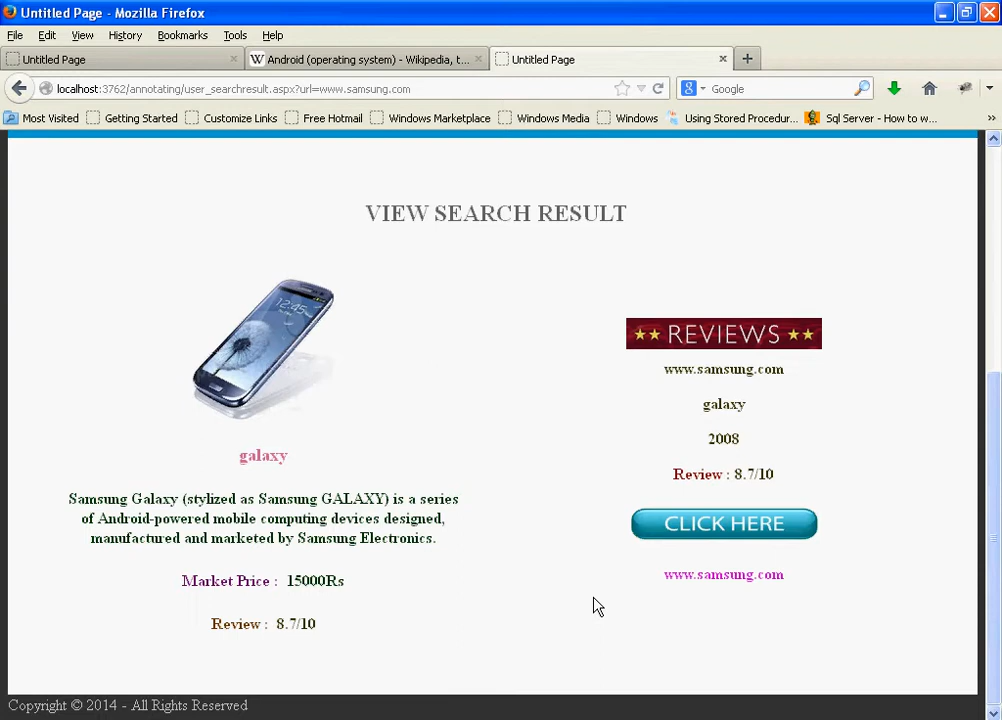 Untitled Page - Mozilla Firefox
File Edit View History Bookmarks Tools Help
Untitled Page
Android (operating system) - Wikipedia, t...
Untitled Page
localhost:3762/annotating/user_searchresult.aspx?url=www.samsung.com
Google
Most Visited Getting Started Customize Links Free Hotmail Windows Marketplace Windows Media Windows Using Stored Procedur... Sql Server - How to w...
VIEW SEARCH RESULT
12:45
galaxy
Samsung Galaxy (stylized as Samsung GALAXY) is a series
of Android-powered mobile computing devices designed,
manufactured and marketed by Samsung Electronics.
Market Price : 15000Rs
Review : 8.7/10
REVIEWS
www.samsung.com
galaxy
2008
Review : 8.7/10
CLICK HERE
www.samsung.com
Copyright © 2014 - All Rights Reserved